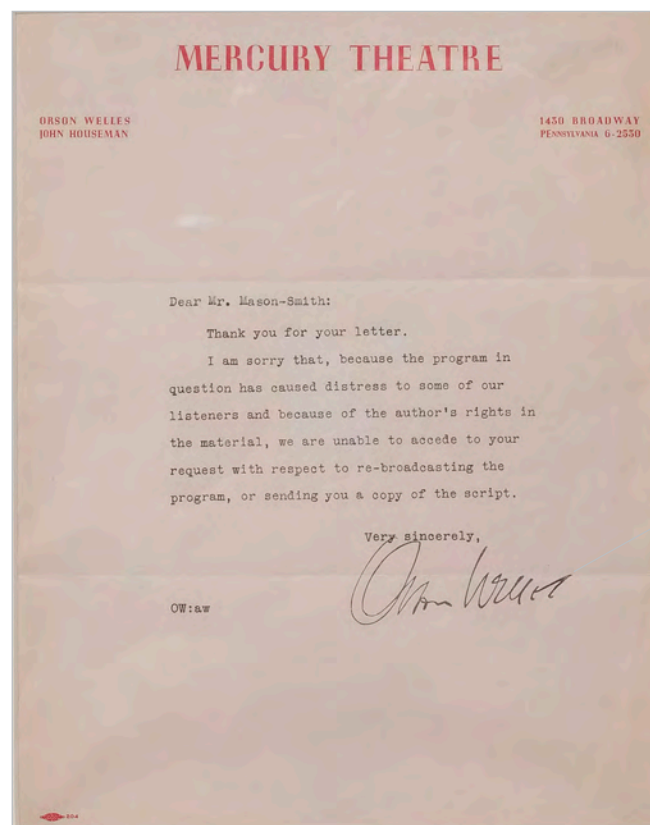 MERCURY THEATRE
ORSON WELLES
JOHN HOUSEMAN
1430 BROADWAY
PENNSYLVANIA 6-2530
Dear Mr. Mason-Smith:
Thank you for your letter.
I am sorry that, because the program in
question has caused distress to some of our
listeners and because of the author's rights in
the material, we are unable to accede to your
request with respect to re-broadcasting the
program, or sending you a copy of the script.
Very sincerely,
Orson Welles
OW:aw